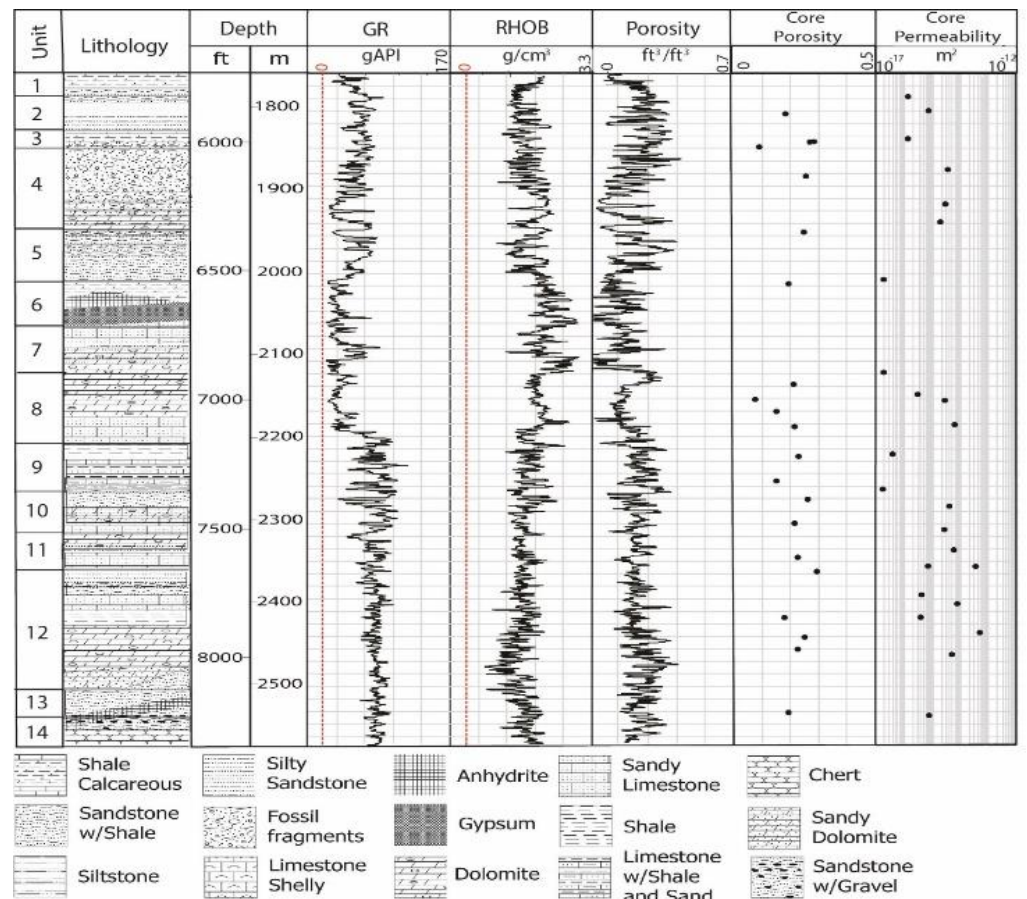 Unit
Lithology
Depth
GR
RHOB
Porosity
Core
Porosity
Core
Permeability
ft
m
0
gAPI
170
0
g/cm³
3.3
0
ft³/ft³
0.7
0
0.5
10⁻¹⁷
m²
10⁻¹²
1
2
3
4
5
6
7
8
9
10
11
12
13
14
6000
6500
7000
7500
8000
1800
1900
2000
2100
2200
2300
2400
2500
Shale
Calcareous
Silty
Sandstone
Anhydrite
Sandy
Limestone
Chert
Sandstone
w/Shale
Fossil
fragments
Gypsum
Shale
Sandy
Dolomite
Siltstone
Limestone
Shelly
Dolomite
Limestone
w/Shale
and Sand
Sandstone
w/Gravel